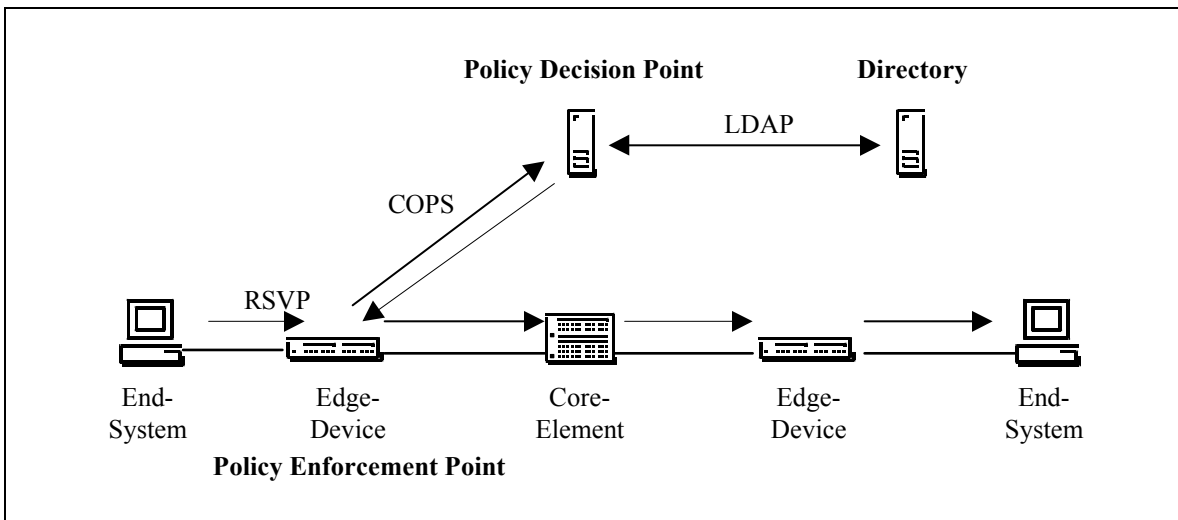 Policy Decision Point
Directory
LDAP
COPS
RSVP
End-
System
Edge-
Device
Core-
Element
Edge-
Device
End-
System
Policy Enforcement Point